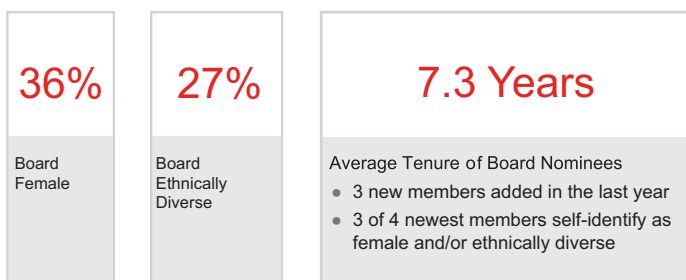 36%
Board
Female
27%
Board
Ethnically
Diverse
7.3 Years
Average Tenure of Board Nominees
● 3 new members added in the last year
● 3 of 4 newest members self-identify as
female and/or ethnically diverse